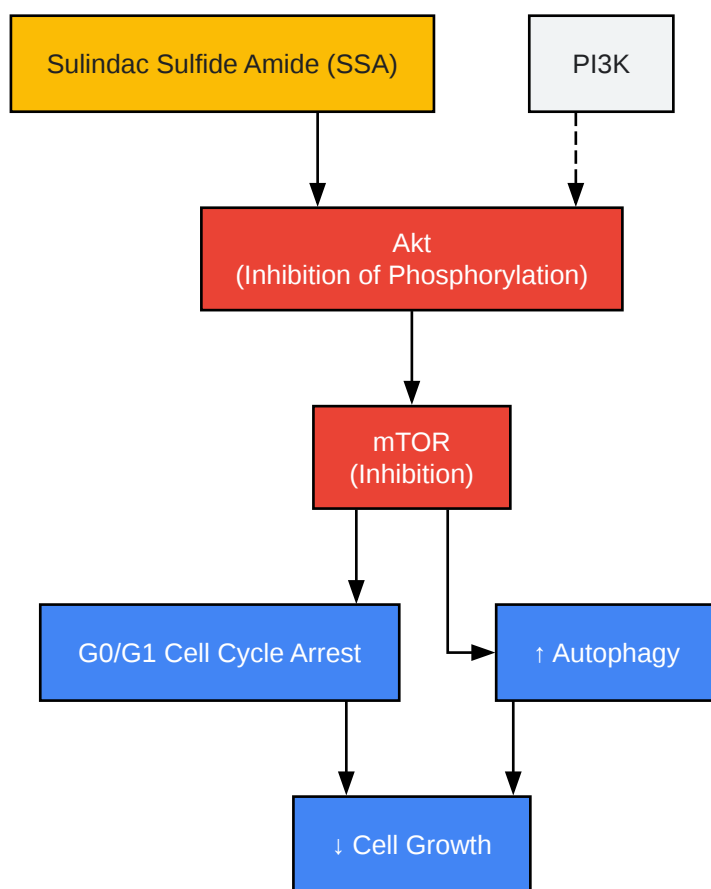 Sulindac Sulfide Amide (SSA)
PI3K
Akt
(Inhibition of Phosphorylation)
mTOR
(Inhibition)
G0/G1 Cell Cycle Arrest
↑ Autophagy
↓ Cell Growth